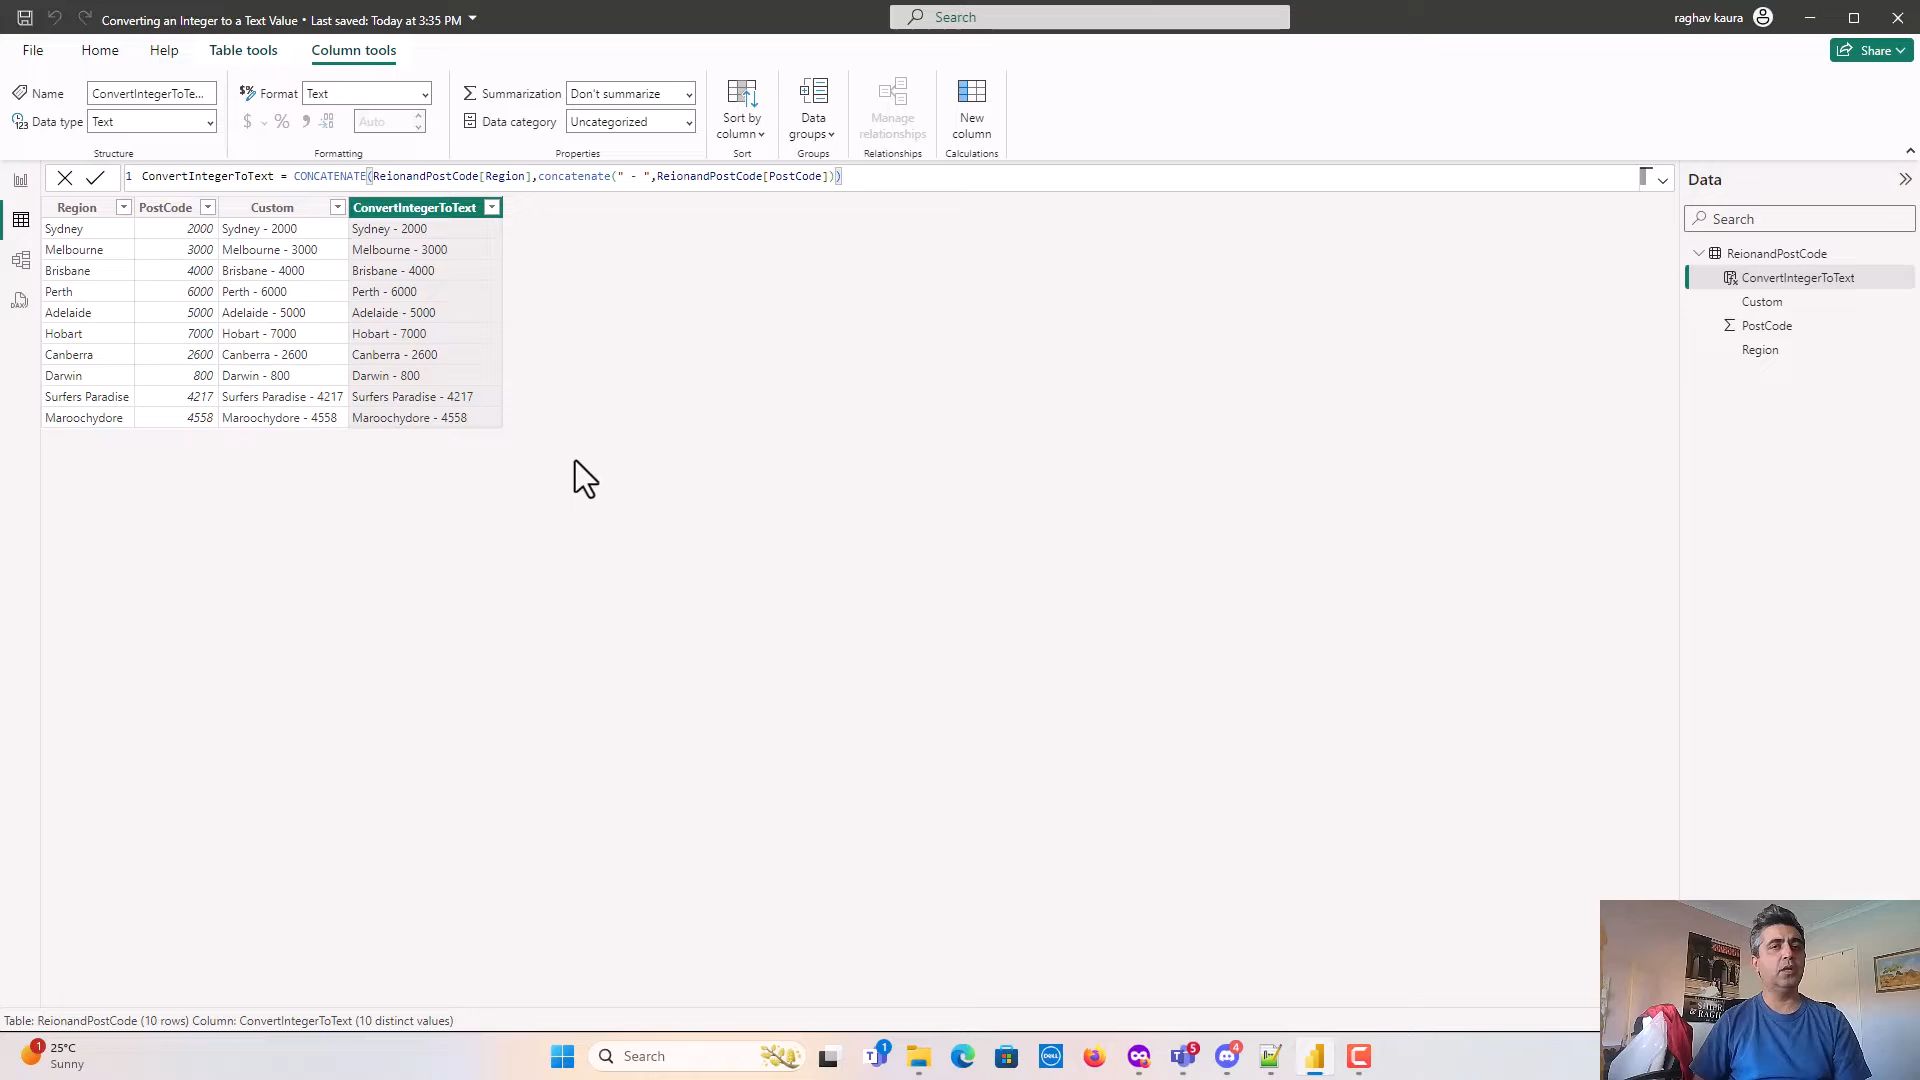 Converting an Integer to a Text Value • Last saved: Today at 3:35 PM
Search
raghav kaura
File Home Help Table tools Column tools
Share
Name ConvertIntegerToTe...
Data type Text
Structure
Format Text
$ % 9 Auto
Formatting
Summarization Don't summarize
Data category Uncategorized
Properties
Sort by column
Sort
Data groups
Groups
Manage relationships
Relationships
New column
Calculations
1 ConvertIntegerToText = CONCATENATE(ReionandPostCode[Region],concatenate(" - ",ReionandPostCode[PostCode]))
Region PostCode Custom ConvertIntegerToText
Sydney 2000 Sydney - 2000 Sydney - 2000
Melbourne 3000 Melbourne - 3000 Melbourne - 3000
Brisbane 4000 Brisbane - 4000 Brisbane - 4000
Perth 6000 Perth - 6000 Perth - 6000
Adelaide 5000 Adelaide - 5000 Adelaide - 5000
Hobart 7000 Hobart - 7000 Hobart - 7000
Canberra 2600 Canberra - 2600 Canberra - 2600
Darwin 800 Darwin - 800 Darwin - 800
Surfers Paradise 4217 Surfers Paradise - 4217 Surfers Paradise - 4217
Maroochydore 4558 Maroochydore - 4558 Maroochydore - 4558
DAX
Data
Search
ReionandPostCode
ConvertIntegerToText
Custom
PostCode
Region
Table: ReionandPostCode (10 rows) Column: ConvertIntegerToText (10 distinct values)
1
25°C
Sunny
Search
1
DELL
5
4